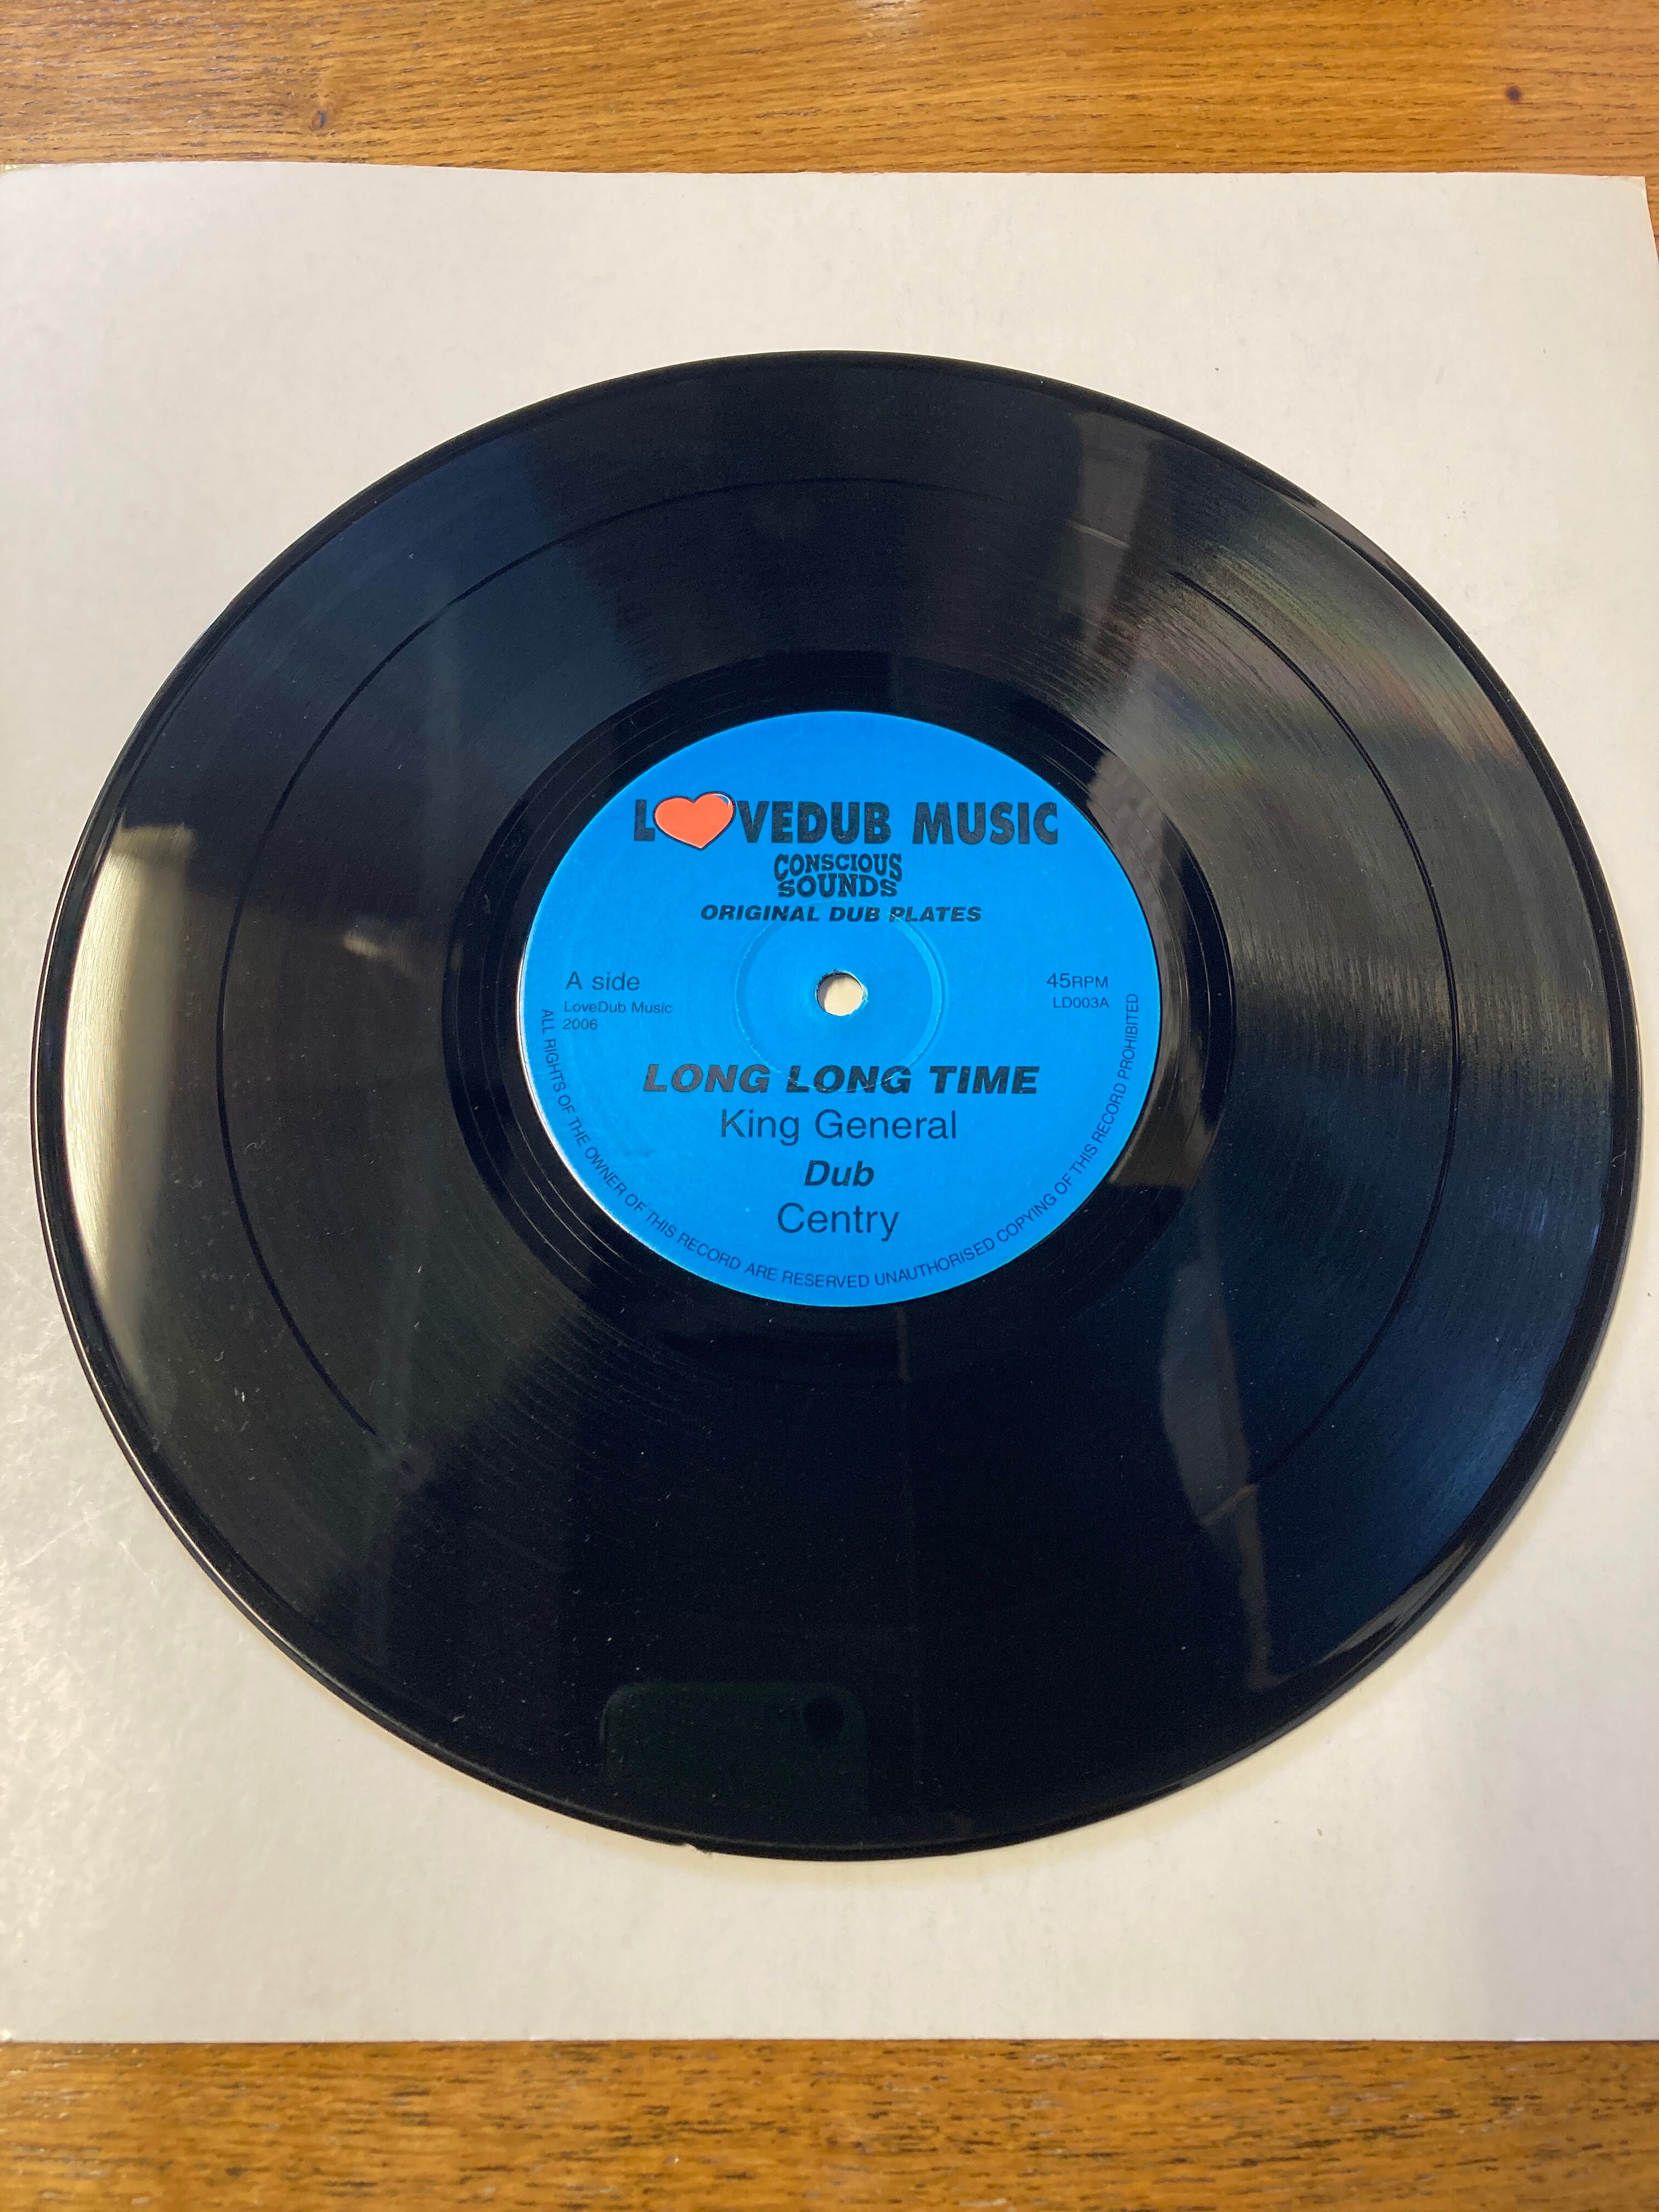 LOVEDUB MUSIC
CONSCIOUS
SOUNDS
ORIGINAL DUB PLATES
A side
45RPM
LoveDub Music
LD003A
2006
LONG LONG TIME
King General
Dub
Centry
ALL RIGHTS OF THE OWNER OF THIS RECORD ARE RESERVED UNAUTHORISED COPYING OF THIS RECORD PROHIBITED